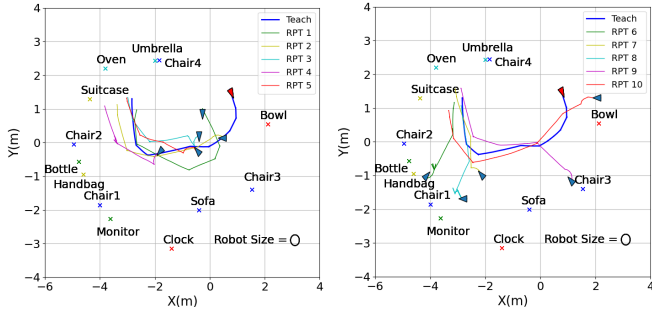 Teach
RPT 1
RPT 2
RPT 3
RPT 4
RPT 5
Umbrella
Chair4
Oven
Suitcase
Bowl
Chair2
Bottle
Handbag
Chair1
Chair3
Sofa
Monitor
Clock
Robot Size =
4
3
2
1
0
−1
−2
−3
−4
Y(m)
−6
−4
−2
0
2
4
X(m)
Teach
RPT 6
RPT 7
RPT 8
RPT 9
RPT 10
Umbrella
Chair4
Oven
Suitcase
Bowl
Chair2
Bottle
Handbag
Chair1
Chair3
Sofa
Monitor
Clock
Robot Size =
4
3
2
1
0
−1
−2
−3
−4
Y(m)
−6
−4
−2
0
2
4
X(m)